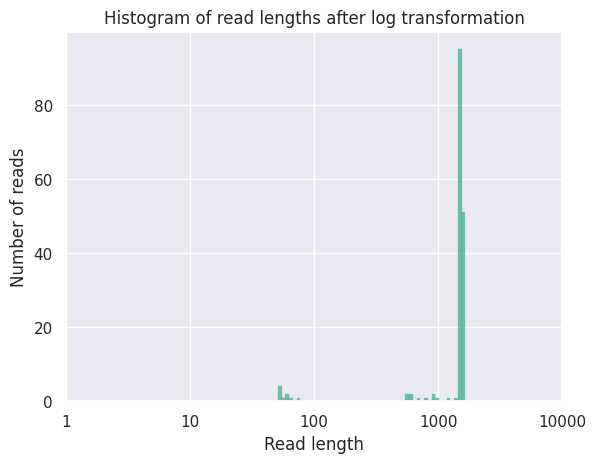 Histogram of read lengths after log transformation
Number of reads
80
60
40
20
0
1 10 100 1000 10000
Read length